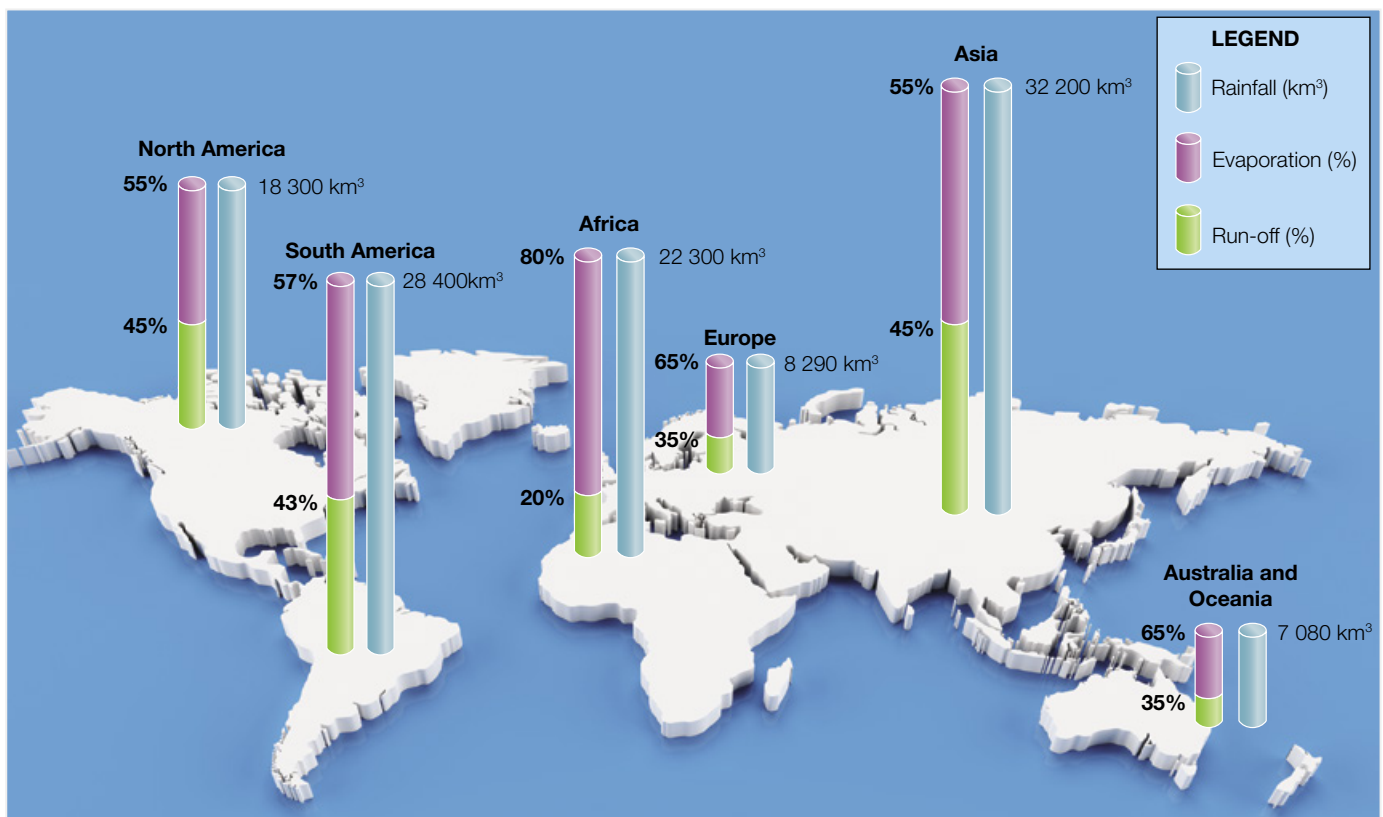 LEGEND
Rainfall (km³)
Evaporation (%)
Run-off (%)
North America
55%
18 300 km³
45%
South America
57%
28 400km³
43%
Africa
80%
22 300 km³
20%
Europe
65%
8 290 km³
35%
Asia
55%
32 200 km³
45%
Australia and
Oceania
65%
7 080 km³
35%